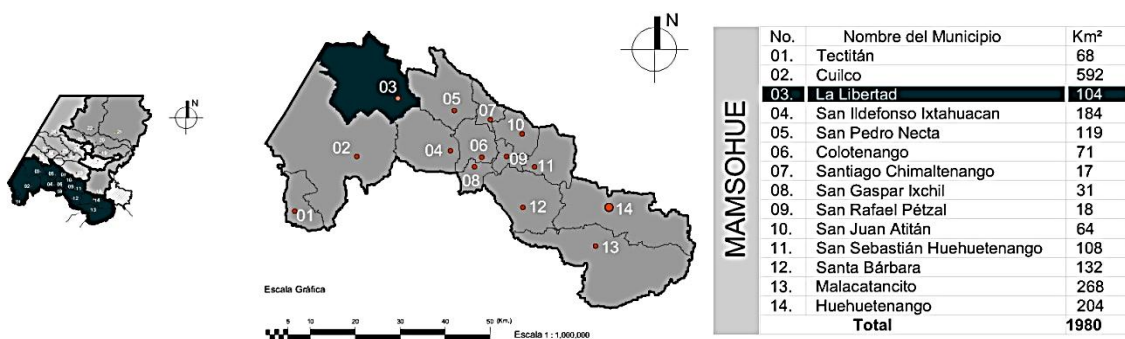 N
N
03
05
07
10
02
04
06
09
11
08
01
12
14
13
Escala Gráfica
5 10 20 30 40 50 (Km.)
Escala 1 : 1,000,000
MAMSOHUE
No. Nombre del Municipio Km²
01. Tectitán 68
02. Cuilco 592
03. La Libertad 104
04. San Ildefonso Ixtahuacan 184
05. San Pedro Necta 119
06. Colotenango 71
07. Santiago Chimaltenango 17
08. San Gaspar Ixchil 31
09. San Rafael Pétzal 18
10. San Juan Atitán 64
11. San Sebastián Huehuetenango 108
12. Santa Bárbara 132
13. Malacatancito 268
14. Huehuetenango 204
Total 1980